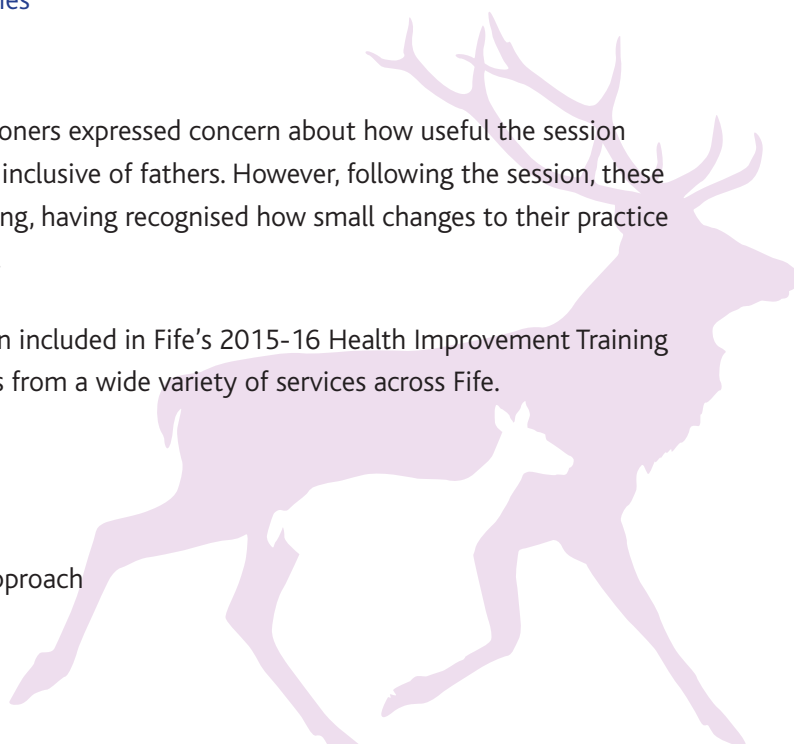 oners expressed concern about how useful the session
inclusive of fathers. However, following the session, these
ng, having recognised how small changes to their practice
n included in Fife's 2015-16 Health Improvement Training
s from a wide variety of services across Fife.
pproach